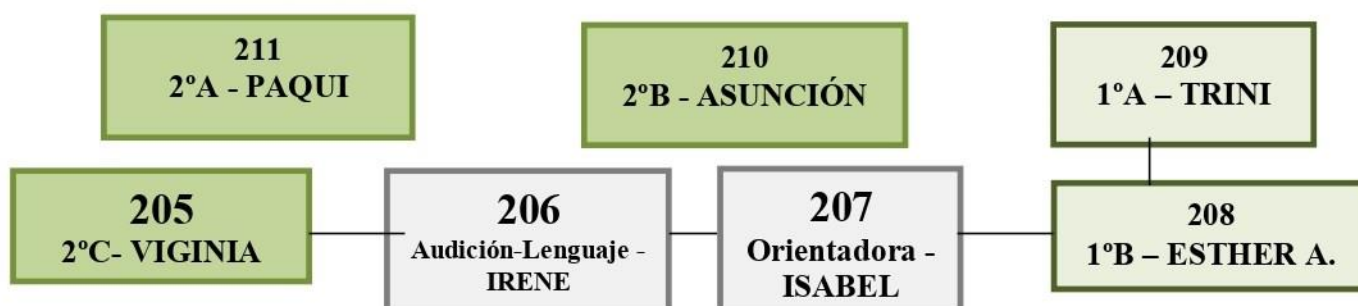 211
2ºA - PAQUI
210
2ºB - ASUNCIÓN
209
1ºA – TRINI
205
2ºC- VIGINIA
206
Audición-Lenguaje -
IRENE
207
Orientadora -
ISABEL
208
1ºB – ESTHER A.